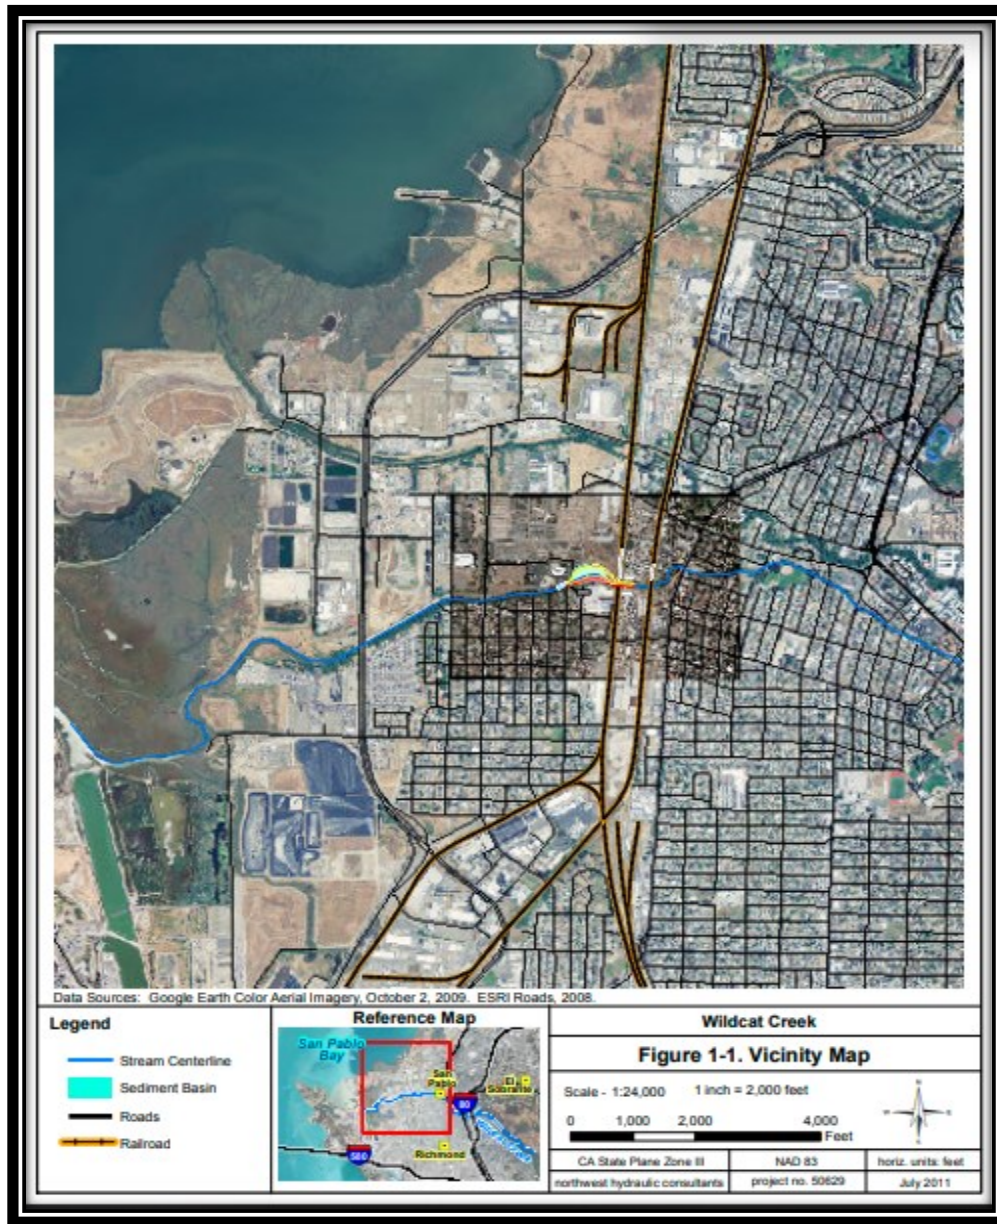 Data Sources: Google Earth Color Aerial Imagery, October 2, 2009. ESRI Roads, 2008.
Legend
Stream Centerline
Sediment Basin
Roads
Railroad
Reference Map
San Pablo
Bay
San
Pablo
El
Sobrante
80
580
Richmond
Wildcat Creek
Figure 1-1. Vicinity Map
Scale - 1:24,000 1 inch = 2,000 feet
0 1,000 2,000 4,000
Feet
CA State Plane Zone III NAD 83 horiz. units: feet
northwest hydraulic consultants project no. 50629 July 2011